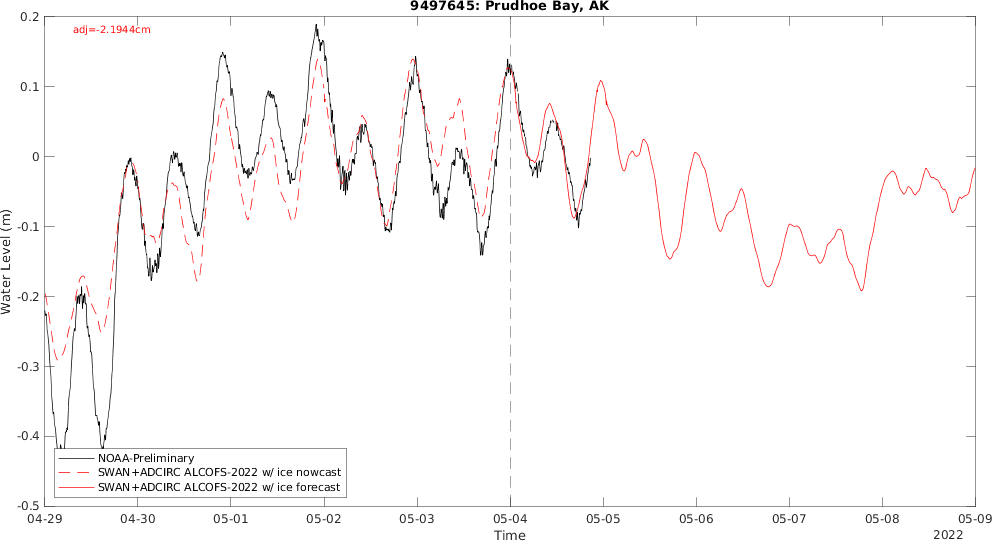 9497645: Prudhoe Bay, AK
adj=-2.1944cm
0.2
0.1
0
-0.1
-0.2
-0.3
-0.4
-0.5
Water Level (m)
NOAA-Preliminary
SWAN+ADCIRC ALCOFS-2022 w/ ice nowcast
SWAN+ADCIRC ALCOFS-2022 w/ ice forecast
04-29 04-30 05-01 05-02 05-03 05-04 05-05 05-06 05-07 05-08 05-09
Time
2022